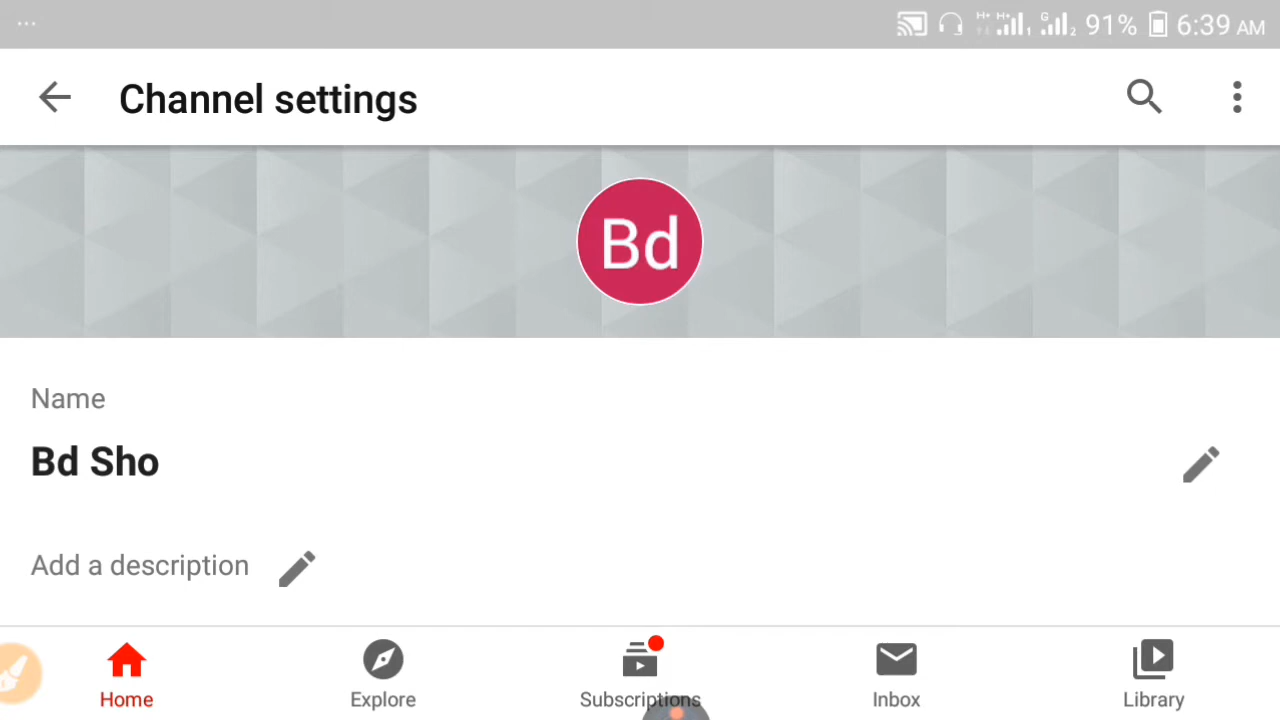 91% 6:39 AM
Channel settings
Bd
Name
Bd Sho
Add a description
Home Explore Subscriptions Inbox Library